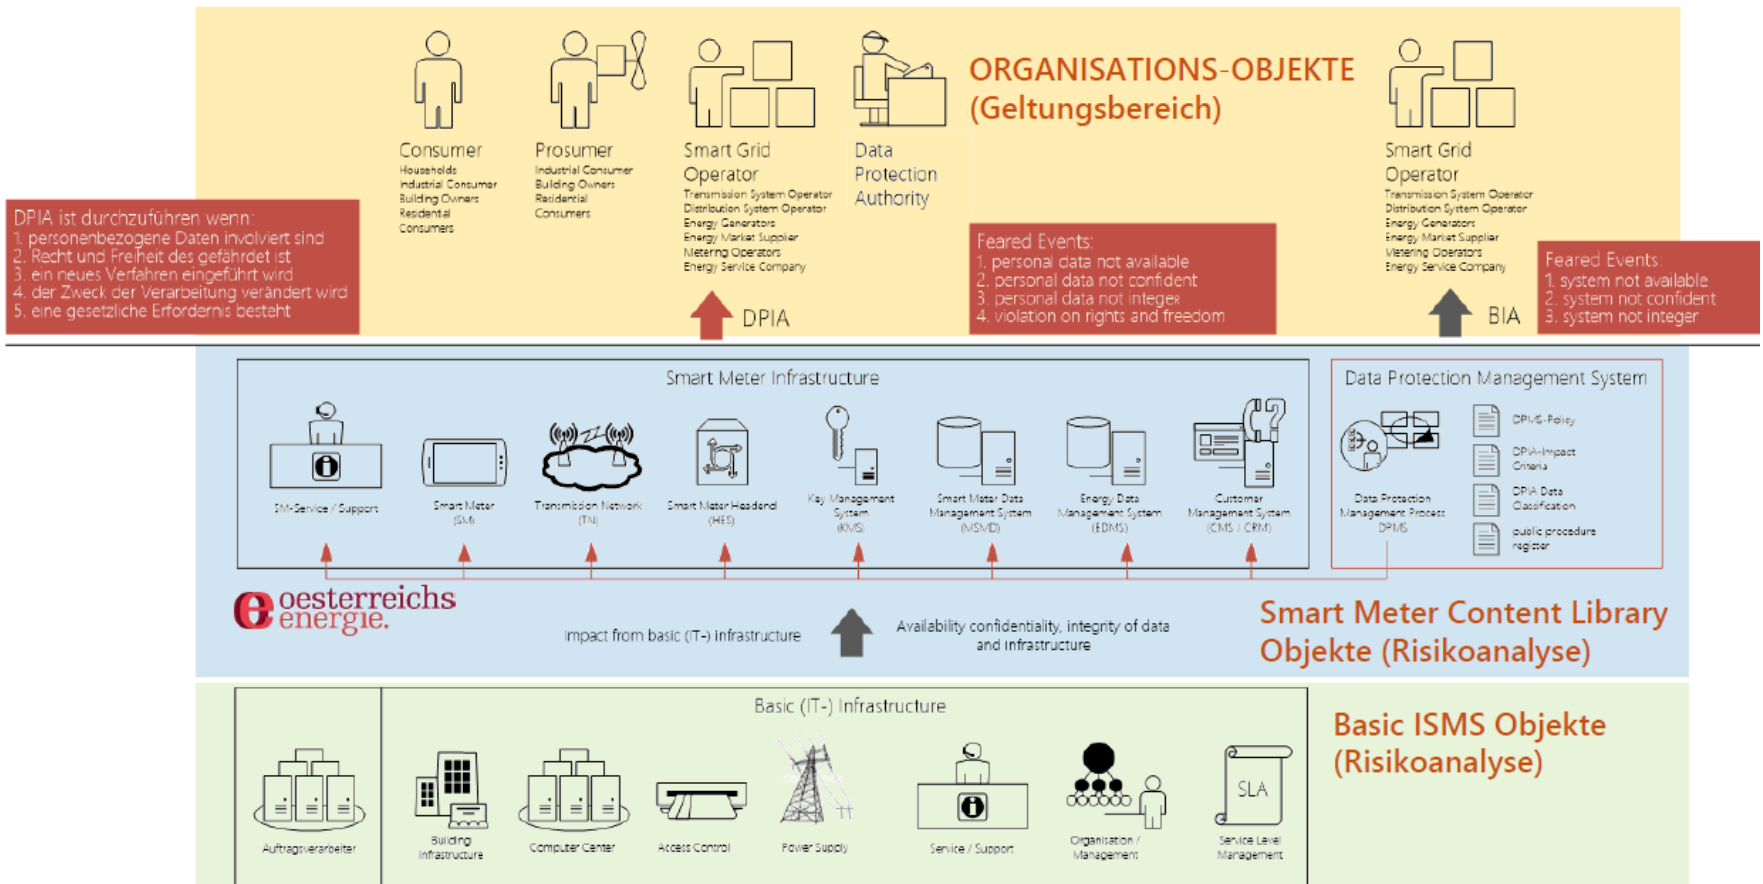 ORGANISATIONS-OBJEKTE
(Geltungsbereich)
Consumer
Households
Industrial Consumer
Building Owners
Residential
Consumers
Prosumer
Industrial Consumer
Building Owners
Residential
Consumers
Smart Grid
Operator
Transmission System Operator
Distribution System Operator
Energy Generators
Energy Market Supplier
Metering Operators
Energy Service Company
Data
Protection
Authority
Smart Grid
Operator
Transmission System Operator
Distribution System Operator
Energy Generators
Energy Market Supplier
Metering Operators
Energy Service Company
DPIA ist durchzuführen wenn:
1. personenbezogene Daten involviert sind
2. Recht und Freiheit des gefährdet ist
3. ein neues Verfahren eingeführt wird
4. der Zweck der Verarbeitung verändert wird
5. eine gesetzliche Erfordernis besteht
DPIA
Feared Events:
1. personal data not available
2. personal data not confident
3. personal data not integer
4. violation on rights and freedom
BIA
Feared Events:
1. system not available
2. system not confident
3. system not integer
Smart Meter Infrastructure
SM-Service / Support
Smart Meter
(SM)
Transmission Network
(TN)
Smart Meter Headend
(HES)
Key Management
System
(KMS)
Smart Meter Data
Management System
(MSMD)
Energy Data
Management System
(EDMS)
Customer
Management System
(CMS / CRM)
Data Protection Management System
Data Protection
Management Process
DPMS
DPMS-Policy
DPIA-Impact
Criteria
DPIA Data
Classification
public procedure
register
oesterreichs
energie.
Impact from basic (IT-) infrastructure
Availability confidentiality, integrity of data
and infrastructure
Smart Meter Content Library
Objekte (Risikoanalyse)
Basic (IT-) Infrastructure
Auftragsverarbeiter
Building
Infrastructure
Computer Center
Access Control
Power Supply
Service / Support
Organisation /
Management
SLA
Service Level
Management
Basic ISMS Objekte
(Risikoanalyse)